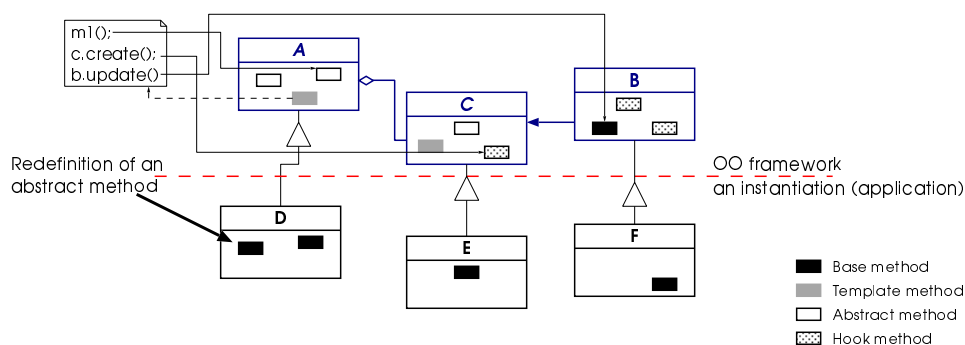 m1();
c.create();
b.update()
A
B
C
Redefinition of an
abstract method
OO framework
an instantiation (application)
D
E
F
Base method
Template method
Abstract method
Hook method